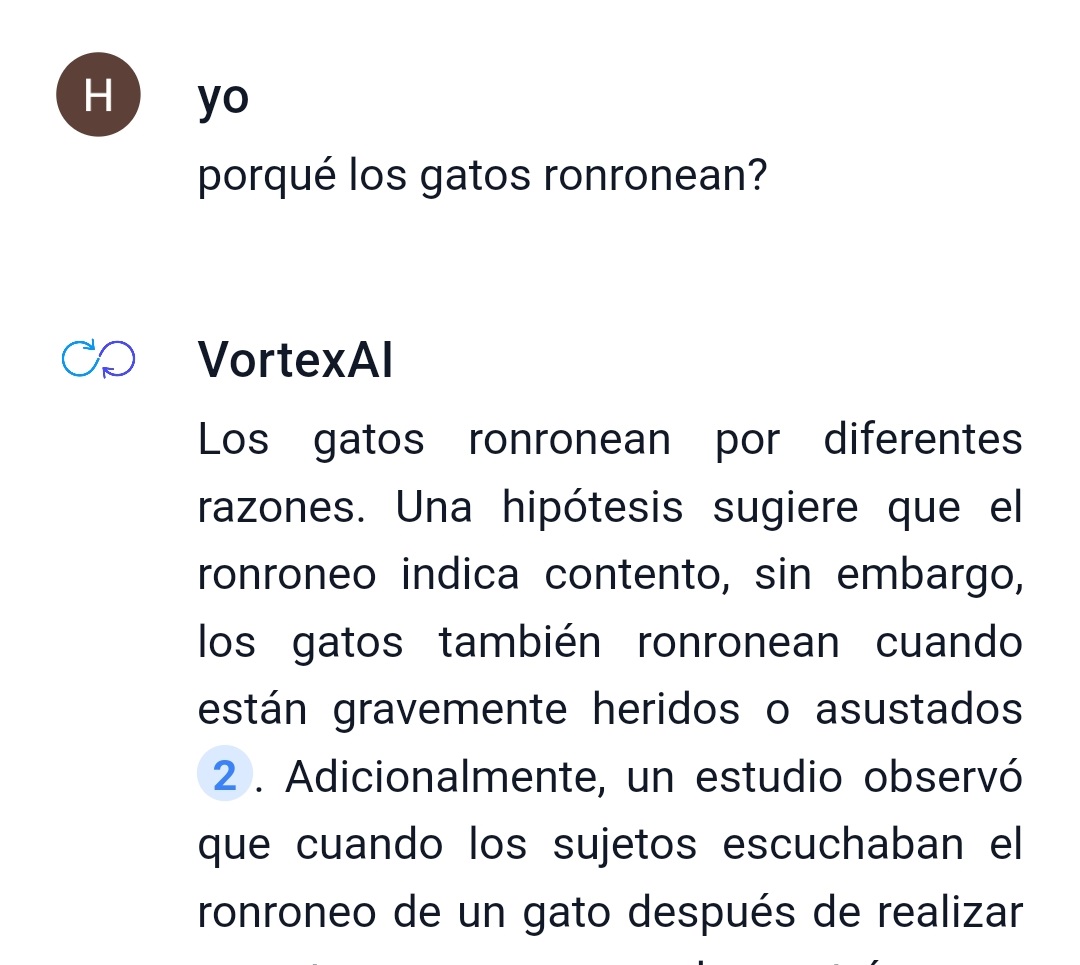 H
yo
porqué los gatos ronronean?
VortexAI
Los gatos ronronean por diferentes
razones. Una hipótesis sugiere que el
ronroneo indica contento, sin embargo,
los gatos también ronronean cuando
están gravemente heridos o asustados
2. Adicionalmente, un estudio observó
que cuando los sujetos escuchaban el
ronroneo de un gato después de realizar